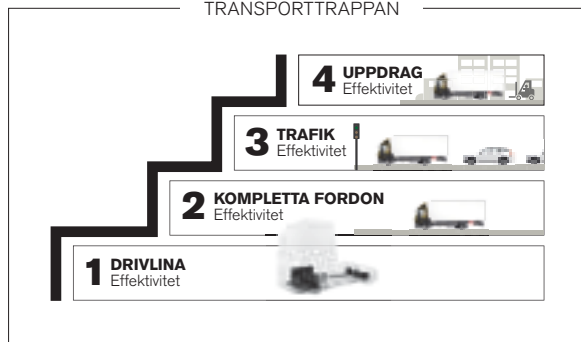 TRANSPORTTRAPPAN
4 UPPDRAG
Effektivitet
3 TRAFIK
Effektivitet
2 KOMPLETTA FORDON
Effektivitet
1 DRIVLINA
Effektivitet